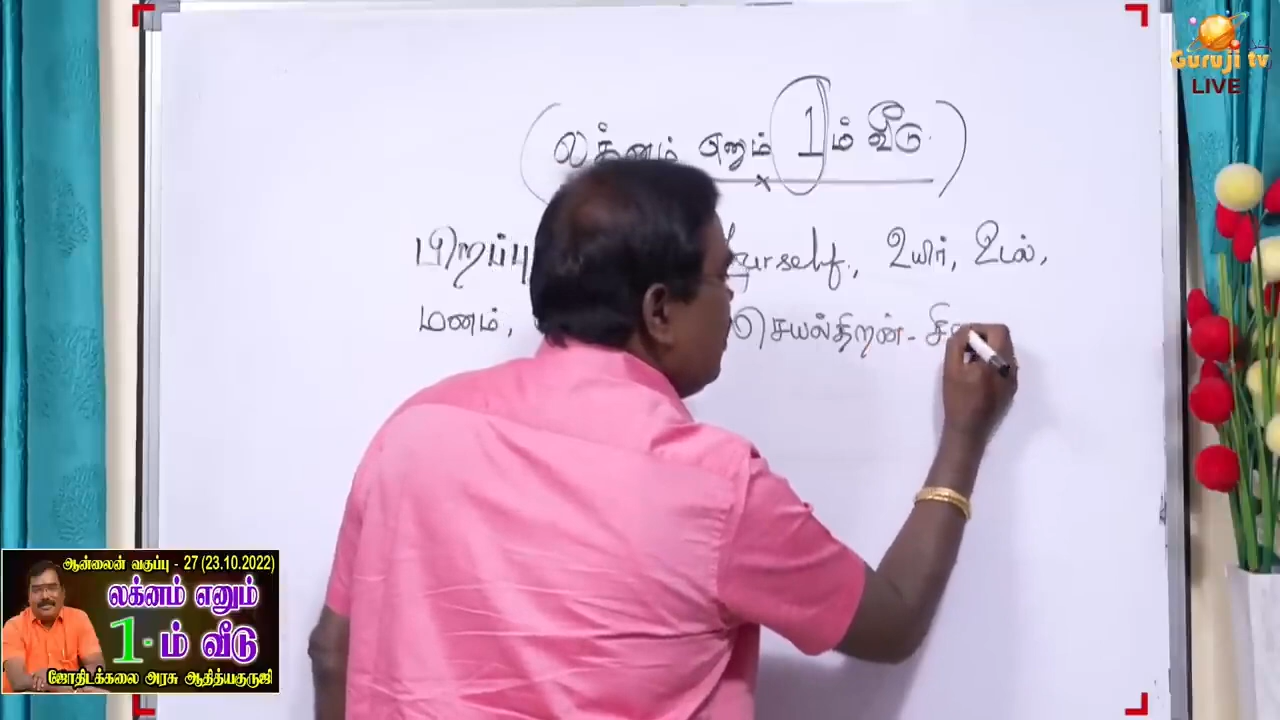 Guruji tv
LIVE
லக்னம் எனும் 1ம் வீடு
பிறப்பு yourself, உயிர், உடல்,
மனம், செயல்திறன் -
ஆன்லைன் வகுப்பு - 27 (23.10.2022)
லக்னம் எனும்
1-ம் வீடு
ஜோதிடக்கலை அரசு ஆதித்யகுருஜி